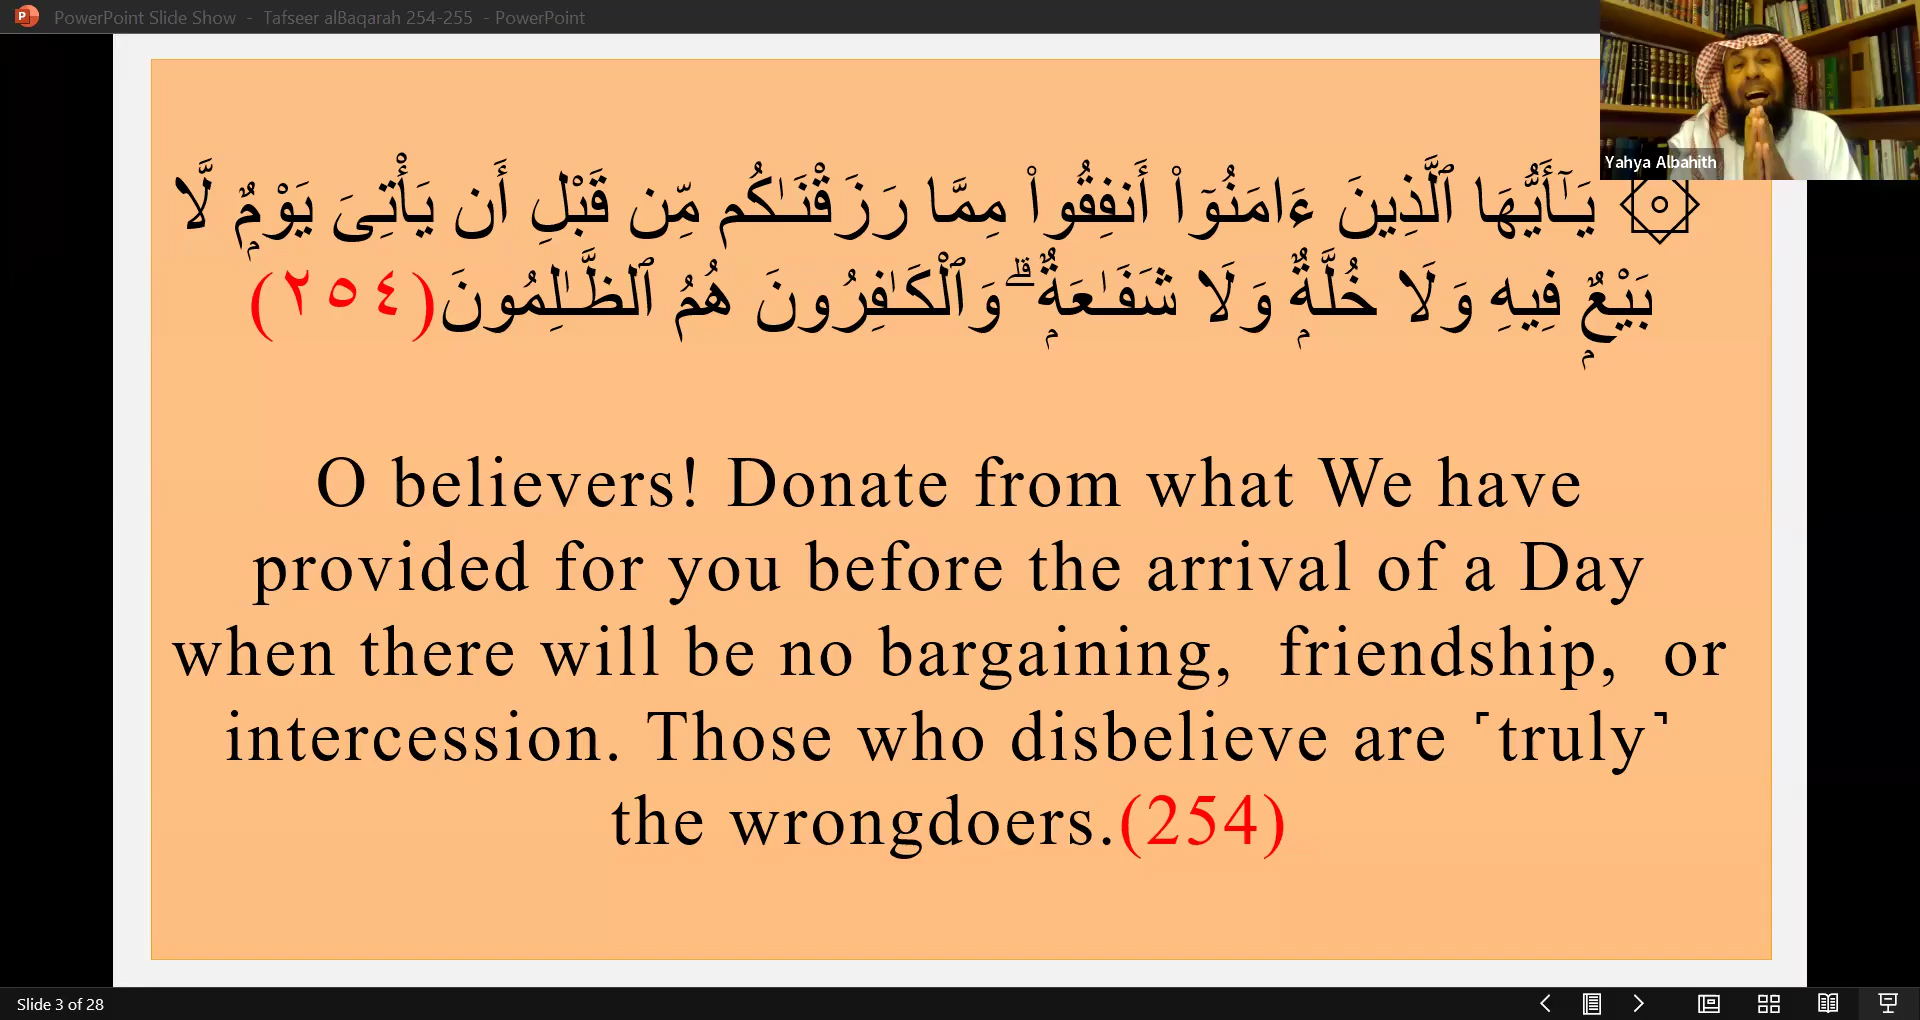 PowerPoint Slide Show - Tafseer alBaqarah 254-255 - PowerPoint
Yahya Albahith
۞ يَـٰٓأَيُّهَا ٱلَّذِينَ ءَامَنُوٓا۟ أَنفِقُوا۟ مِمَّا رَزَقْنَـٰكُم مِّن قَبْلِ أَن يَأْتِىَ يَوْمٌۭ لَّا
بَيْعٌۭ فِيهِ وَلَا خُلَّةٌۭ وَلَا شَفَـٰعَةٌۭ ۗ وَٱلْكَـٰفِرُونَ هُمُ ٱلظَّـٰلِمُونَ(٢٥٤)
O believers! Donate from what We have
provided for you before the arrival of a Day
when there will be no bargaining, friendship, or
intercession. Those who disbelieve are ˹truly˺
the wrongdoers.(254)
Slide 3 of 28